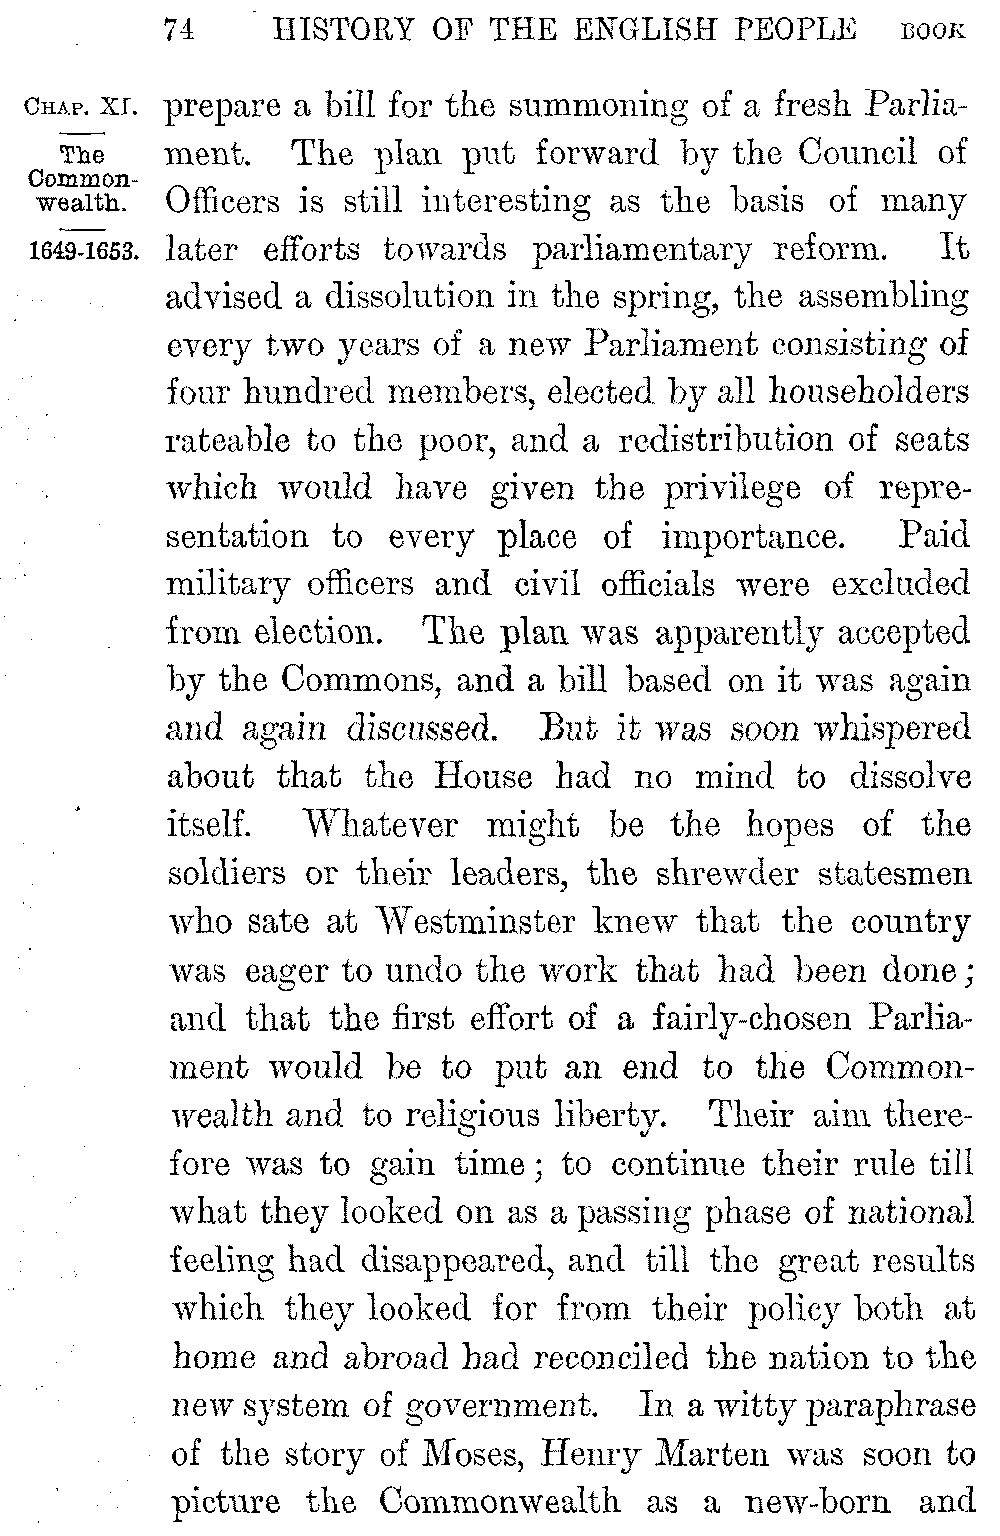 74 HISTORY OF THE ENGLISH PEOPLE BOOK
CHAP. XI.
The
Common-
wealth.
1649-1653.
prepare a bill for the summoning of a fresh Parlia-
ment. The plan put forward by the Council of
Officers is still interesting as the basis of many
later efforts towards parliamentary reform. It
advised a dissolution in the spring, the assembling
every two years of a new Parliament consisting of
four hundred members, elected by all householders
rateable to the poor, and a redistribution of seats
which would have given the privilege of repre-
sentation to every place of importance. Paid
military officers and civil officials were excluded
from election. The plan was apparently accepted
by the Commons, and a bill based on it was again
and again discussed. But it was soon whispered
about that the House had no mind to dissolve
itself. Whatever might be the hopes of the
soldiers or their leaders, the shrewder statesmen
who sate at Westminster knew that the country
was eager to undo the work that had been done;
and that the first effort of a fairly-chosen Parlia-
ment would be to put an end to the Common-
wealth and to religious liberty. Their aim there-
fore was to gain time; to continue their rule till
what they looked on as a passing phase of national
feeling had disappeared, and till the great results
which they looked for from their policy both at
home and abroad had reconciled the nation to the
new system of government. In a witty paraphrase
of the story of Moses, Henry Marten was soon to
picture the Commonwealth as a new-born and